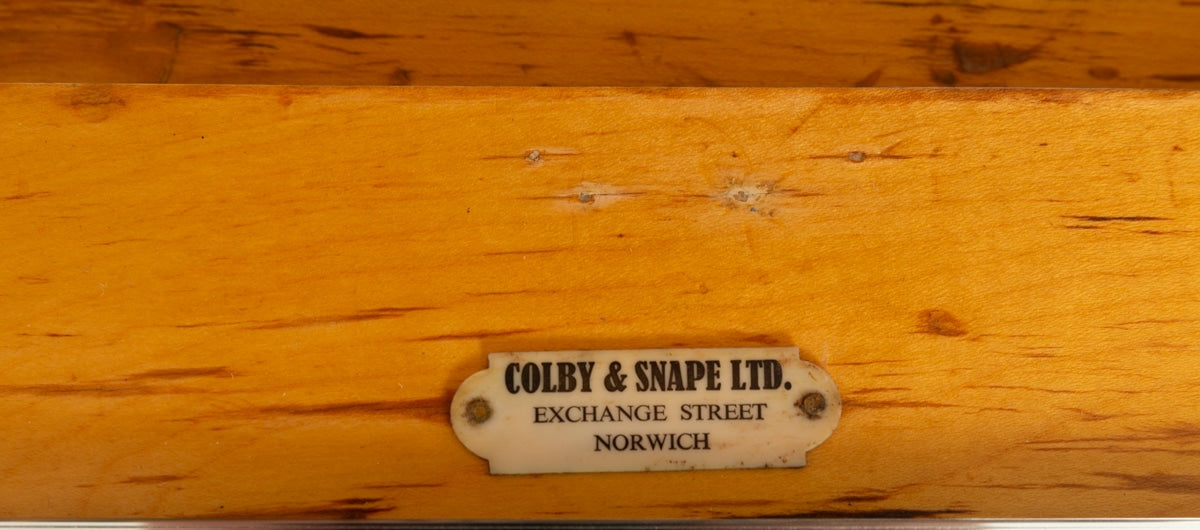 COLBY & SNAPE LTD.
EXCHANGE STREET
NORWICH